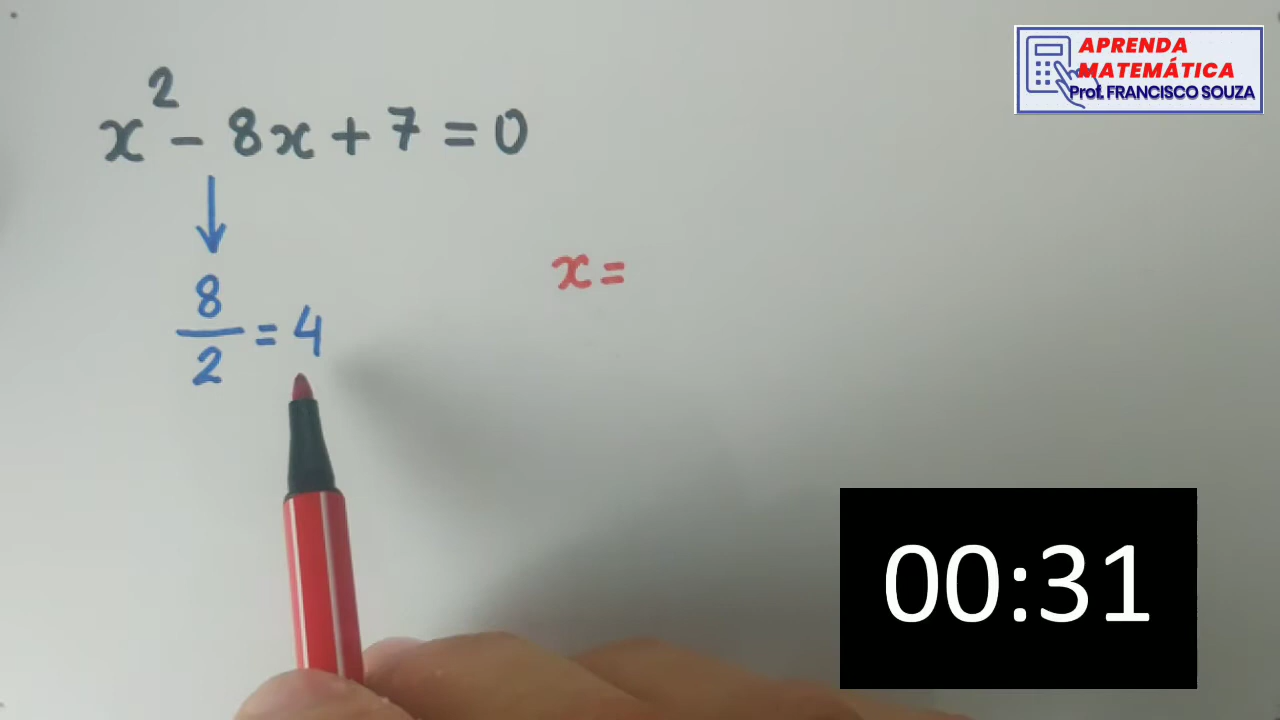 x² - 8x + 7 = 0
8/2 = 4
x =
APRENDA
MATEMÁTICA
Prof. FRANCISCO SOUZA
00:31